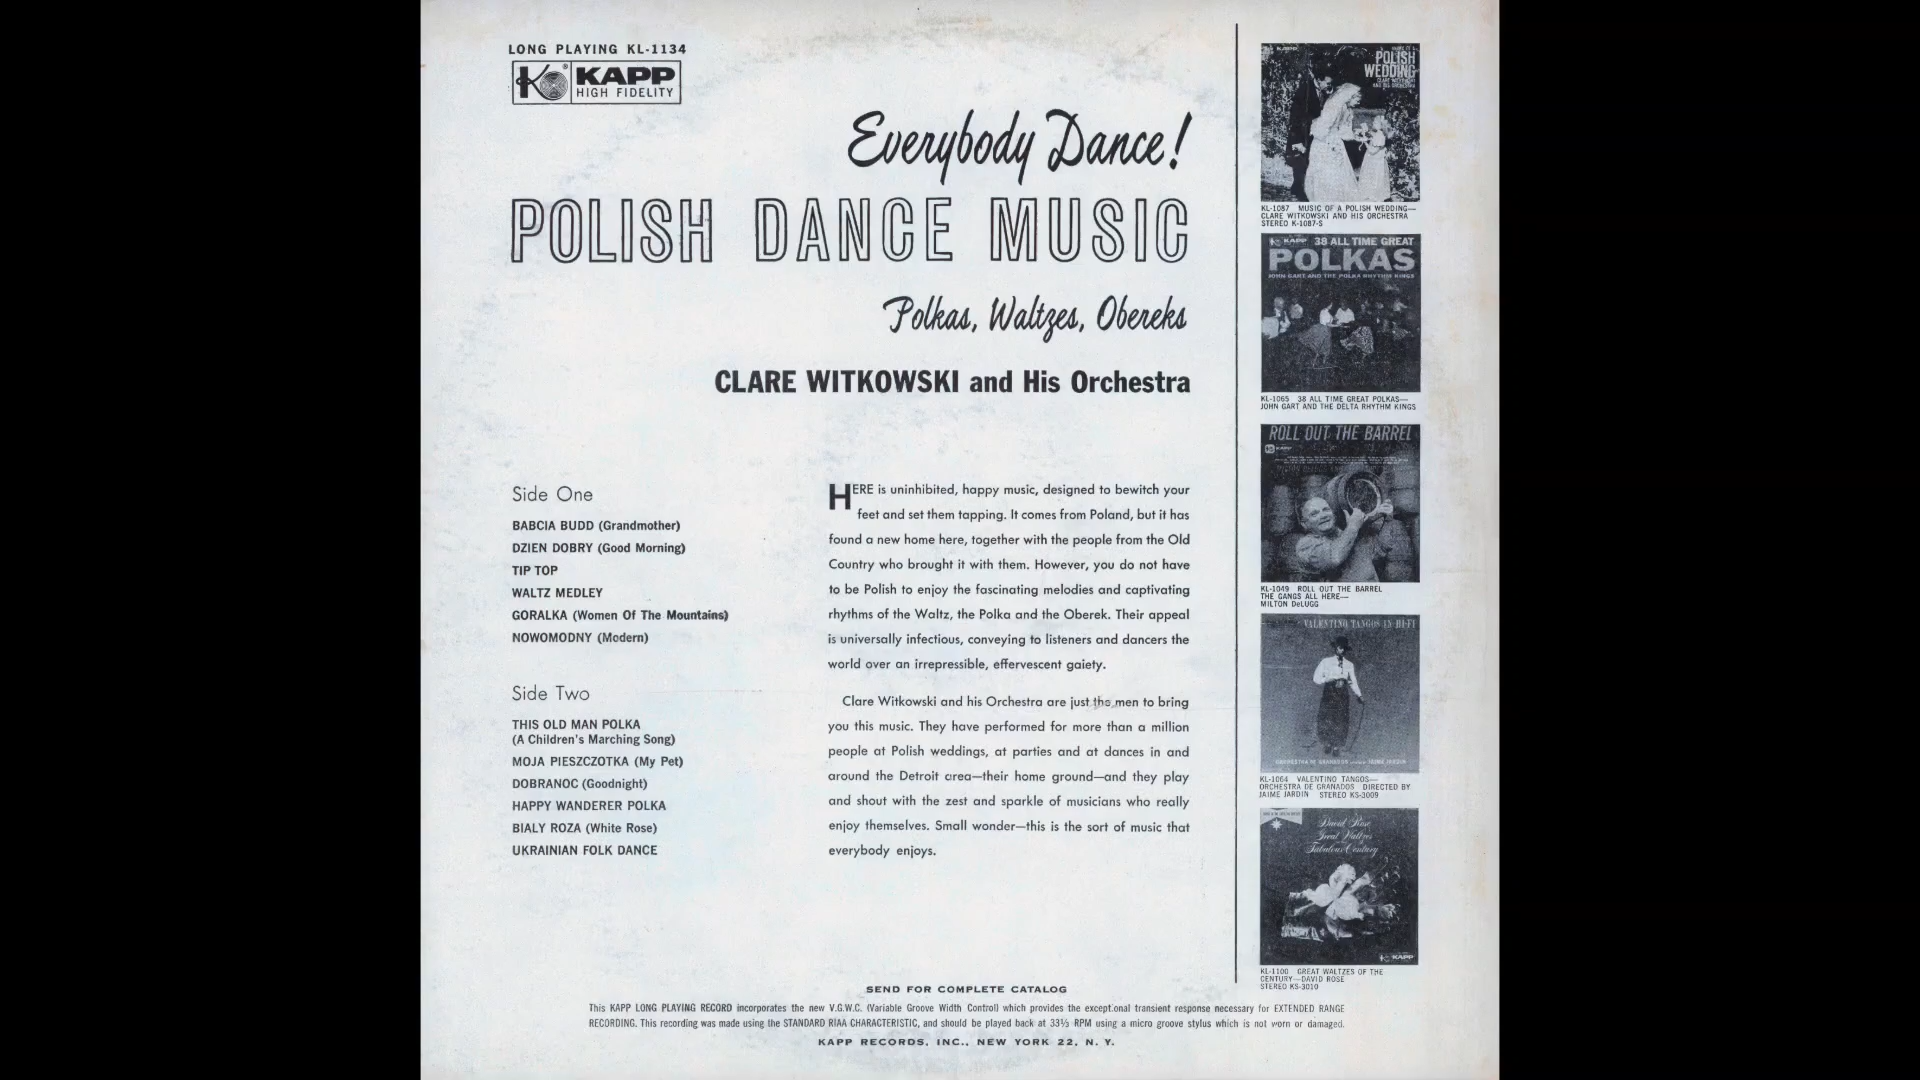 LONG PLAYING KL-1134
KAPP
HIGH FIDELITY
Everybody Dance!
POLISH DANCE MUSIC
Polkas, Waltzes, Obereks
CLARE WITKOWSKI and His Orchestra
Side One
BABCIA BUDD (Grandmother)
DZIEN DOBRY (Good Morning)
TIP TOP
WALTZ MEDLEY
GORALKA (Women Of The Mountains)
NOWOMODNY (Modern)
Side Two
THIS OLD MAN POLKA
(A Children's Marching Song)
MOJA PIESZCZOTKA (My Pet)
DOBRANOC (Goodnight)
HAPPY WANDERER POLKA
BIALY ROZA (White Rose)
UKRAINIAN FOLK DANCE
HERE is uninhibited, happy music, designed to bewitch your
feet and set them tapping. It comes from Poland, but it has
found a new home here, together with the people from the Old
Country who brought it with them. However, you do not have
to be Polish to enjoy the fascinating melodies and captivating
rhythms of the Waltz, the Polka and the Oberek. Their appeal
is universally infectious, conveying to listeners and dancers the
world over an irrepressible, effervescent gaiety.
Clare Witkowski and his Orchestra are just the men to bring
you this music. They have performed for more than a million
people at Polish weddings, at parties and at dances in and
around the Detroit area—their home ground—and they play
and shout with the zest and sparkle of musicians who really
enjoy themselves. Small wonder—this is the sort of music that
everybody enjoys.
POLISH
WEDDING
KL-1087 MUSIC OF A POLISH WEDDING—
CLARE WITKOWSKI AND HIS ORCHESTRA
STEREO K-1087-S
KAPP 38 ALL TIME GREAT
POLKAS
JOHN GART AND THE POLKA RHYTHM KINGS
KL-1065 38 ALL TIME GREAT POLKAS—
JOHN GART AND THE DELTA RHYTHM KINGS
ROLL OUT THE BARREL
KAPP
KL-1049 ROLL OUT THE BARREL
THE GANGS ALL HERE—
MILTON DeLUGG
VALENTINO TANGOS IN HI-FI
KL-1064 VALENTINO TANGOS—
ORCHESTRA DE GRANADOS DIRECTED BY
JAIME JARDIN STEREO KS-3009
David Rose
Great Waltzes
Fabulous Century
KAPP
KL-1100 GREAT WALTZES OF THE
CENTURY—DAVID ROSE
STEREO KS-3010
SEND FOR COMPLETE CATALOG
This KAPP LONG PLAYING RECORD incorporates the new V.G.W.C. (Variable Groove Width Control) which provides the exceptional transient response necessary for EXTENDED RANGE
RECORDING. This recording was made using the STANDARD RIAA CHARACTERISTIC, and should be played back at 33⅓ RPM using a micro groove stylus which is not worn or damaged.
KAPP RECORDS, INC., NEW YORK 22, N. Y.